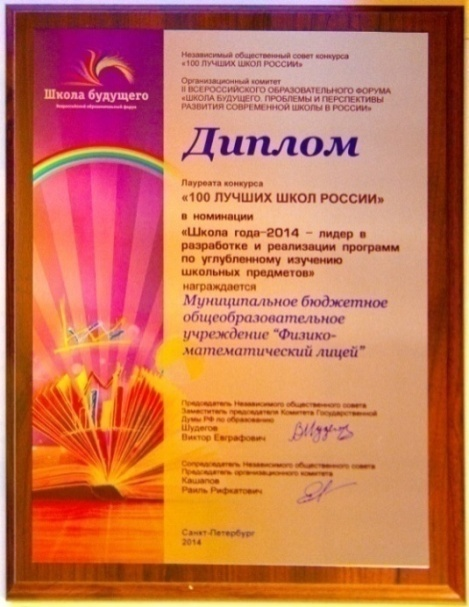 Школа будущего
Всероссийский образовательный форум
Независимый общественный совет конкурса
«100 ЛУЧШИХ ШКОЛ РОССИИ»
Организационный комитет
II ВСЕРОССИЙСКОГО ОБРАЗОВАТЕЛЬНОГО ФОРУМА
«ШКОЛА БУДУЩЕГО. ПРОБЛЕМЫ И ПЕРСПЕКТИВЫ
РАЗВИТИЯ СОВРЕМЕННОЙ ШКОЛЫ В РОССИИ»
Диплом
Лауреата конкурса
«100 ЛУЧШИХ ШКОЛ РОССИИ»
в номинации
«Школа года-2014 – лидер в
разработке и реализации программ
по углубленному изучению
школьных предметов»
награждается
Муниципальное бюджетное
общеобразовательное
учреждение "Физико-
математический лицей"
Председатель Независимого общественного совета
Заместитель председателя Комитета Государственной
Думы РФ по образованию
Шудегов
Виктор Евграфович
Сопредседатель Независимого общественного совета
Председатель организационного комитета
Кашапов
Раиль Рифкатович
Санкт-Петербург
2014